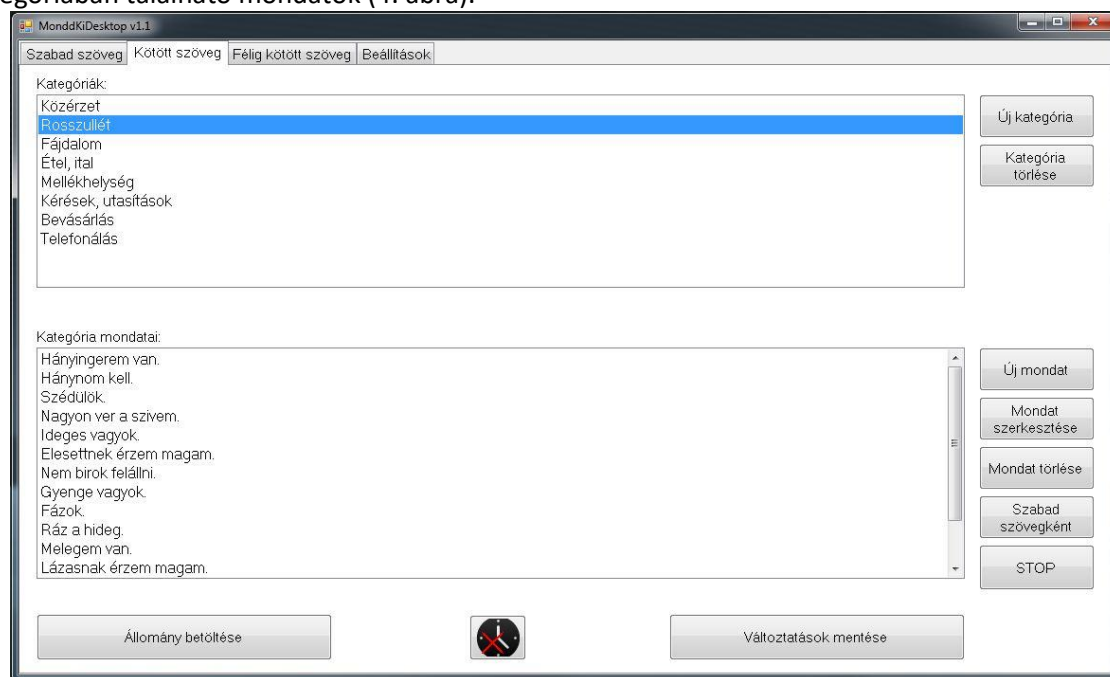 egóriában található mondatok (4. ábra).
MonddKiDesktop v1.1
Szabad szöveg Kötött szöveg Félig kötött szöveg Beállítások
Kategóriák:
Közérzet
Rosszullét
Fájdalom
Étel, ital
Mellékhelység
Kérések, utasítások
Bevásárlás
Telefonálás
Új kategória
Kategória
törlése
Kategória mondatai:
Hányingerem van.
Hánynom kell.
Szédülök.
Nagyon ver a szivem.
Ideges vagyok.
Elesettnek érzem magam.
Nem birok felállni.
Gyenge vagyok.
Fázok.
Ráz a hideg.
Melegem van.
Lázasnak érzem magam.
Új mondat
Mondat
szerkesztése
Mondat törlése
Szabad
szövegként
STOP
Állomány betöltése
Változtatások mentése